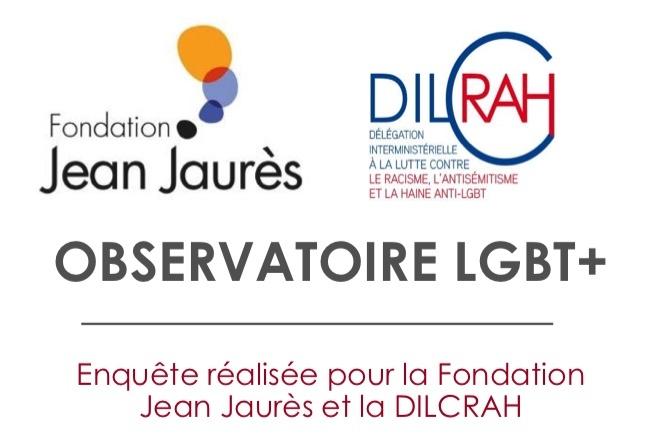 Fondation
Jean Jaurès
DILCRAH
DÉLÉGATION
INTERMINISTÉRIELLE
À LA LUTTE CONTRE
LE RACISME, L'ANTISÉMITISME
ET LA HAINE ANTI-LGBT
OBSERVATOIRE LGBT+
Enquête réalisée pour la Fondation
Jean Jaurès et la DILCRAH